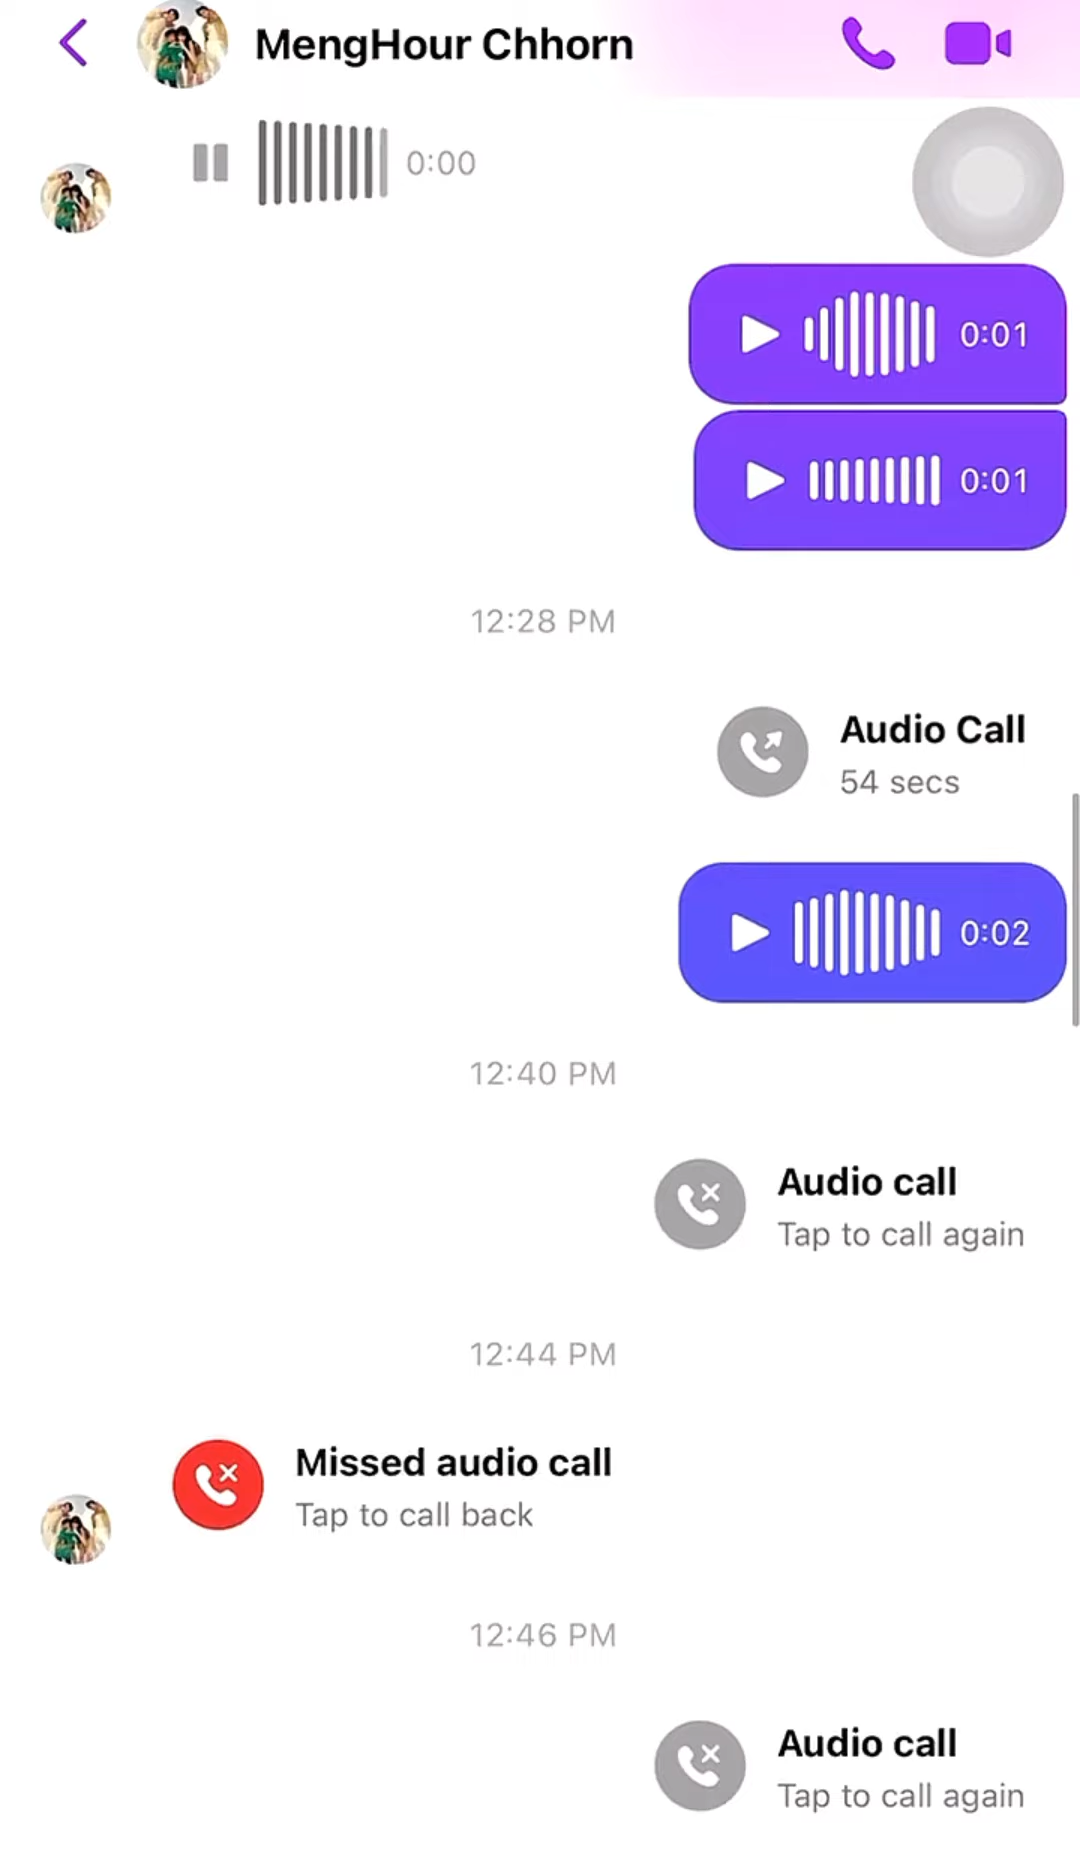 MengHour Chhorn
0:00
0:01
0:01
12:28 PM
Audio Call
54 secs
0:02
12:40 PM
Audio call
Tap to call again
12:44 PM
Missed audio call
Tap to call back
12:46 PM
Audio call
Tap to call again